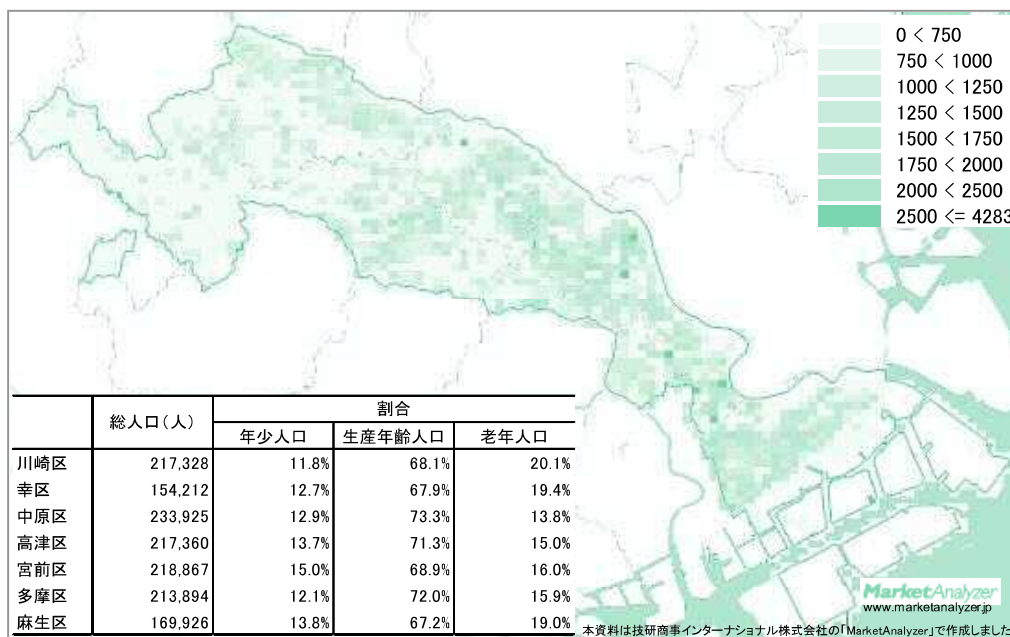 0 < 750
750 < 1000
1000 < 1250
1250 < 1500
1500 < 1750
1750 < 2000
2000 < 2500
2500 <= 4283
総人口(人) 割合
年少人口 生産年齢人口 老年人口
川崎区 217,328 11.8% 68.1% 20.1%
幸区 154,212 12.7% 67.9% 19.4%
中原区 233,925 12.9% 73.3% 13.8%
高津区 217,360 13.7% 71.3% 15.0%
宮前区 218,867 15.0% 68.9% 16.0%
多摩区 213,894 12.1% 72.0% 15.9%
麻生区 169,926 13.8% 67.2% 19.0%
MarketAnalyzer
www.marketanalyzer.jp
本資料は技研商事インターナショナル株式会社の「MarketAnalyzer」で作成しました